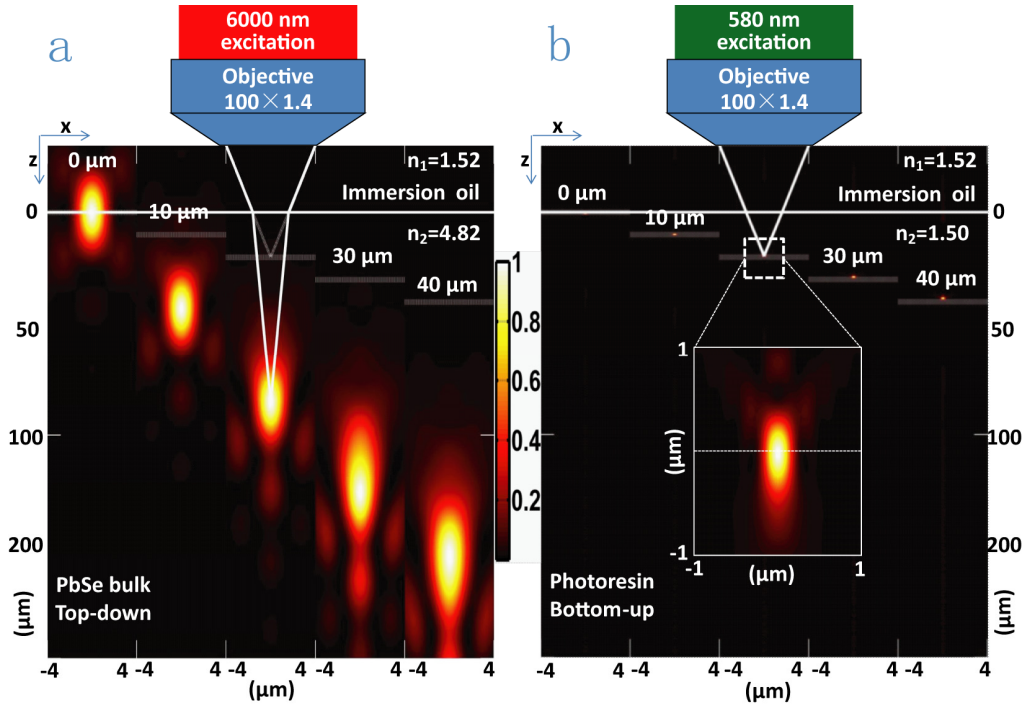 a
6000 nm
excitation
Objective
100×1.4
x
z
0 μm
n₁=1.52
Immersion oil
0
10 μm
n₂=4.82
30 μm
40 μm
50
100
200
(μm)
PbSe bulk
Top-down
-4
4 -4
4 -4
4 -4
4 -4
4
(μm)
1
0.8
0.6
0.4
0.2
b
580 nm
excitation
Objective
100×1.4
x
z
0 μm
n₁=1.52
Immersion oil
0
10 μm
n₂=1.50
30 μm
40 μm
50
100
200
(μm)
1
(μm)
-1
-1
(μm)
1
Photoresin
Bottom-up
-4
4 -4
4 -4
4 -4
4 -4
4
(μm)